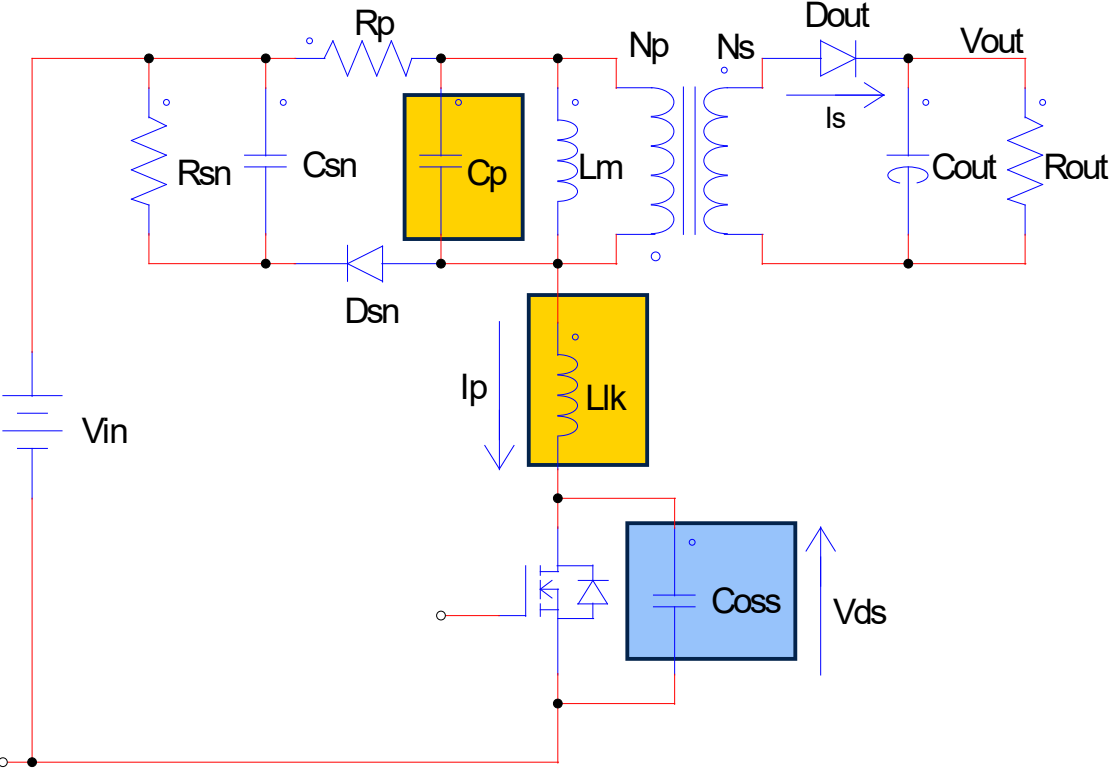 Rp
Np
Ns
Dout
Vout
Is
Rsn
Csn
Cp
Lm
Cout
Rout
Dsn
Ip
Llk
Vin
Coss
Vds